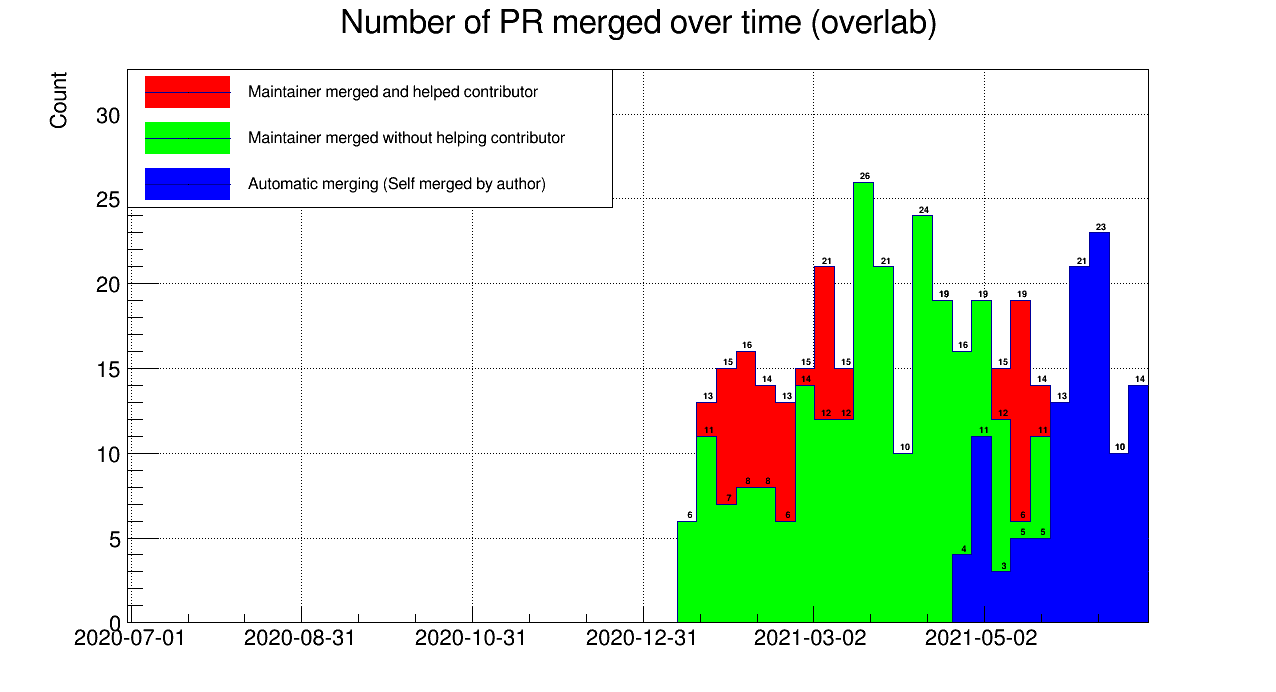 Number of PR merged over time (overlab)
Count
Maintainer merged and helped contributor
Maintainer merged without helping contributor
Automatic merging (Self merged by author)
30
25
20
15
10
5
0
26
24
23
21 21 21
19 19 19
16 16
15 15 15 15
14 14 14 14
13 13 13
12 12 12
11 11 11
10 10
8 8
7
6 6 6 6
5 5
4
3
2020-07-01 2020-08-31 2020-10-31 2020-12-31 2021-03-02 2021-05-02